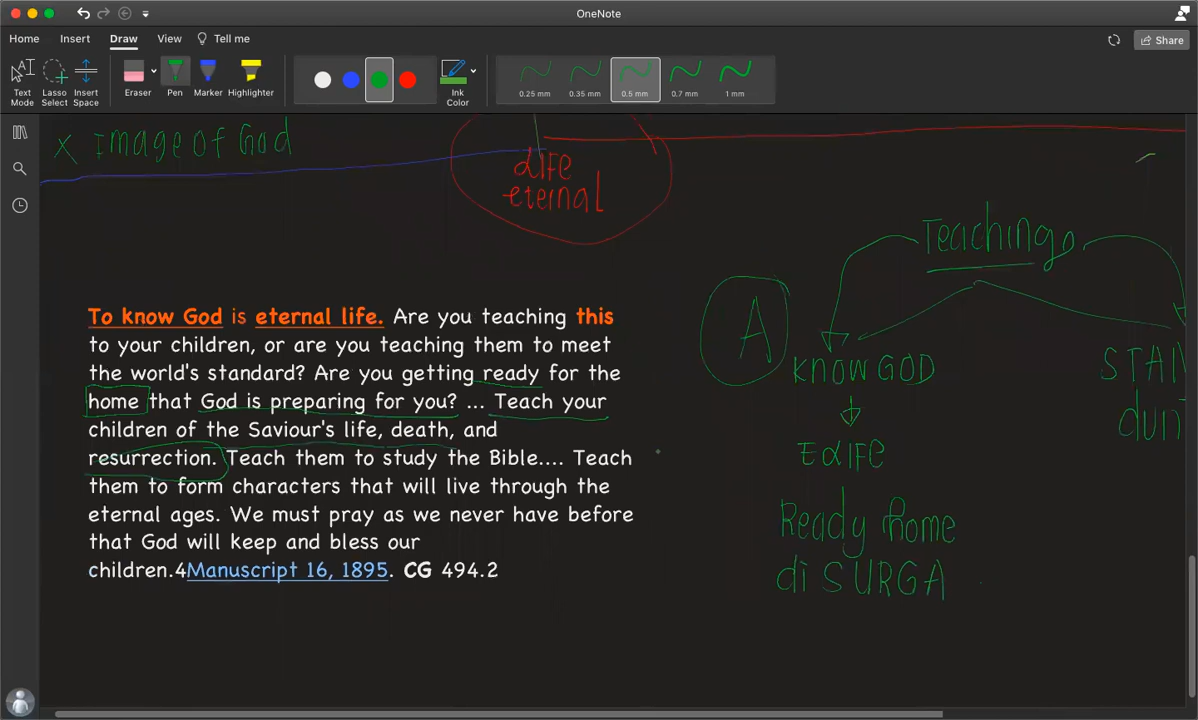 OneNote
Home Insert Draw View Tell me
Share
Text Mode
Lasso Select
Insert Space
Eraser
Pen
Marker
Highlighter
Ink Color
0.25 mm
0.35 mm
0.5 mm
0.7 mm
1 mm
X Image of God
LIFE
eternal
Teaching
A
KNOW GOD
STAN
dun
ELIFE
Ready home
di SURGA
To know God is eternal life. Are you teaching this
to your children, or are you teaching them to meet
the world's standard? Are you getting ready for the
home that God is preparing for you? ... Teach your
children of the Saviour's life, death, and
resurrection. Teach them to study the Bible.... Teach
them to form characters that will live through the
eternal ages. We must pray as we never have before
that God will keep and bless our
children.4Manuscript 16, 1895. CG 494.2